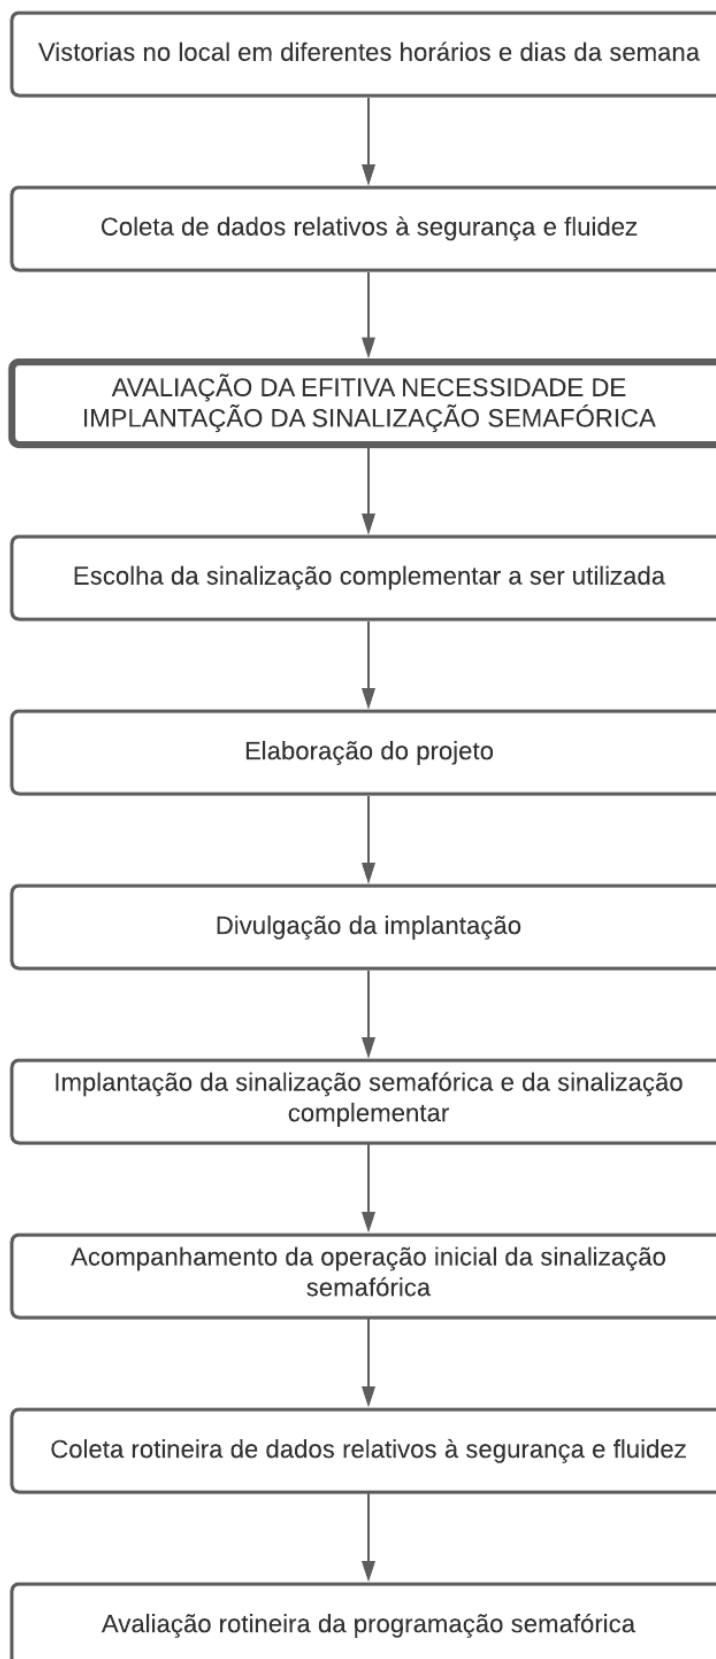 Vistorias no local em diferentes horários e dias da semana
Coleta de dados relativos à segurança e fluidez
AVALIAÇÃO DA EFITIVA NECESSIDADE DE
IMPLANTAÇÃO DA SINALIZAÇÃO SEMAFÓRICA
Escolha da sinalização complementar a ser utilizada
Elaboração do projeto
Divulgação da implantação
Implantação da sinalização semafórica e da sinalização
complementar
Acompanhamento da operação inicial da sinalização
semafórica
Coleta rotineira de dados relativos à segurança e fluidez
Avaliação rotineira da programação semafórica